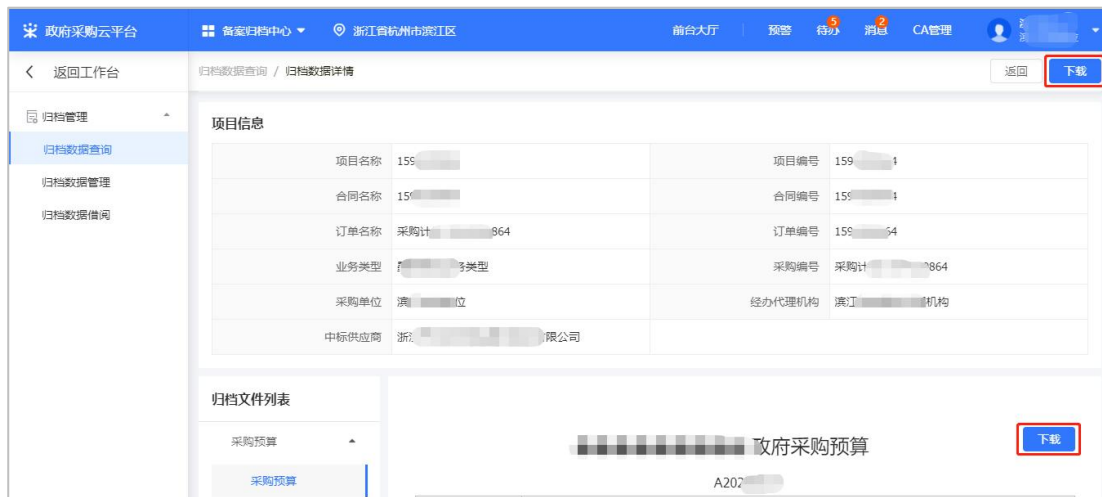 政府采购云平台 备案归档中心 浙江省杭州市滨江区 前台大厅 预警 待办 5 消息 2 CA管理
返回工作台 归档数据查询 / 归档数据详情 返回 下载
归档管理
归档数据查询
归档数据管理
归档数据借阅
项目信息
项目名称 159 项目编号 159 4
合同名称 159 合同编号 159 4
订单名称 采购计 864 订单编号 159 64
业务类型 务类型 采购编号 采购计 0864
采购单位 滨 位 经办代理机构 滨江 机构
中标供应商 浙江 有限公司
归档文件列表
采购预算
采购预算
政府采购预算 下载
A202